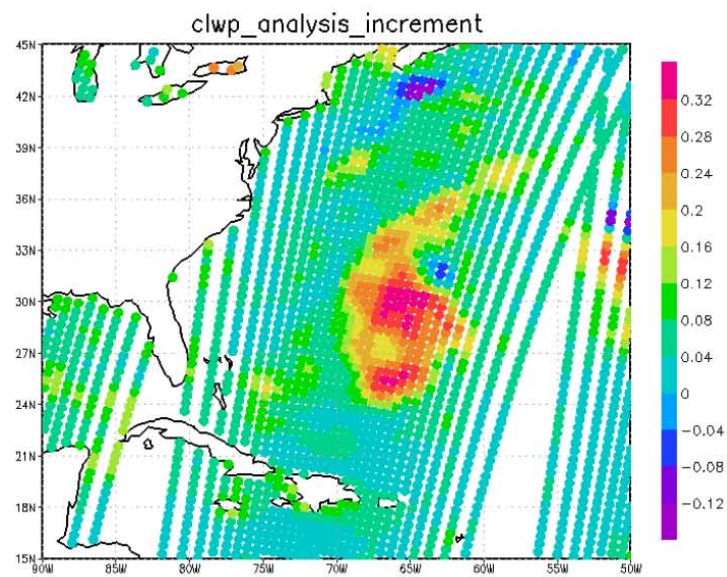 clwp_analysis_increment
45N
42N
39N
36N
33N
30N
27N
24N
21N
18N
15N
90W 85W 80W 75W 70W 65W 60W 55W 50W
0.32
0.28
0.24
0.2
0.16
0.12
0.08
0.04
0
−0.04
−0.08
−0.12